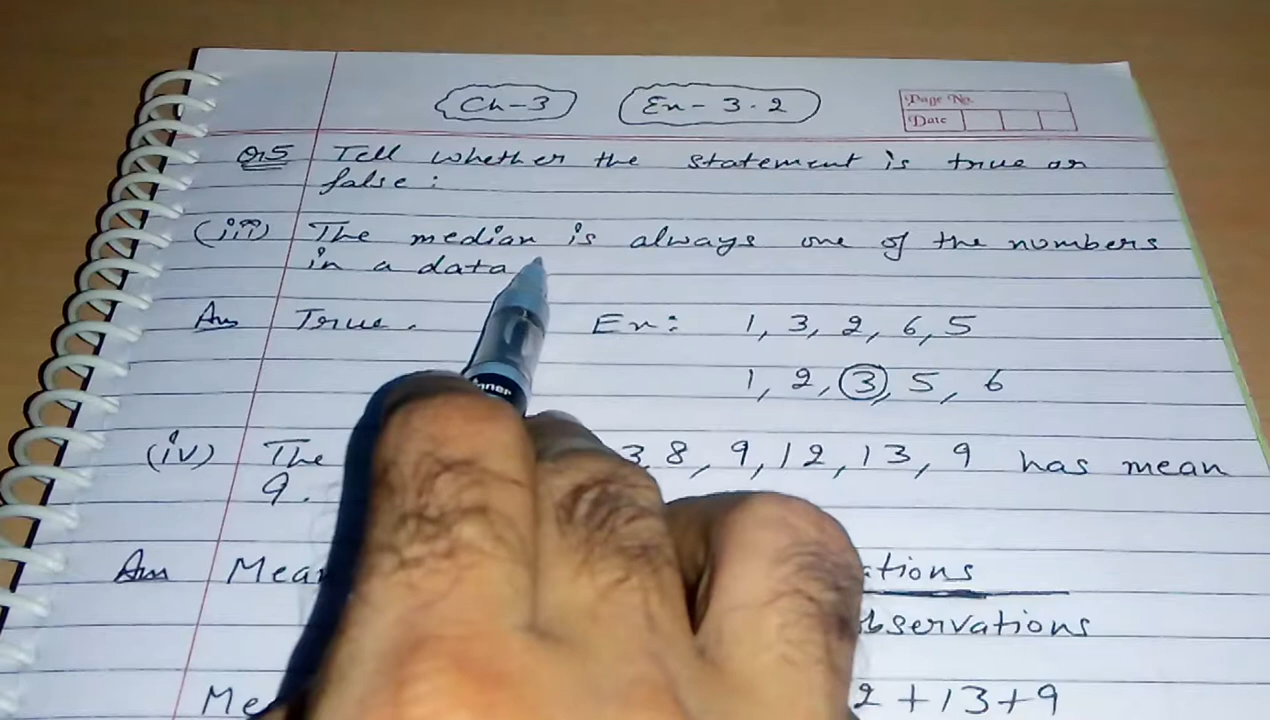 Ch-3 Ex-3.2
Page No.
Date
Q.5 Tell whether the statement is true or
false:
(iii) The median is always one of the numbers
in a data
Ans True. Ex: 1, 3, 2, 6, 5
1, 2, 3, 5, 6
(iv) The 3, 8, 9, 12, 13, 9 has mean
9.
Ans Mea ations
bservations
Me 2 + 13 + 9
nner